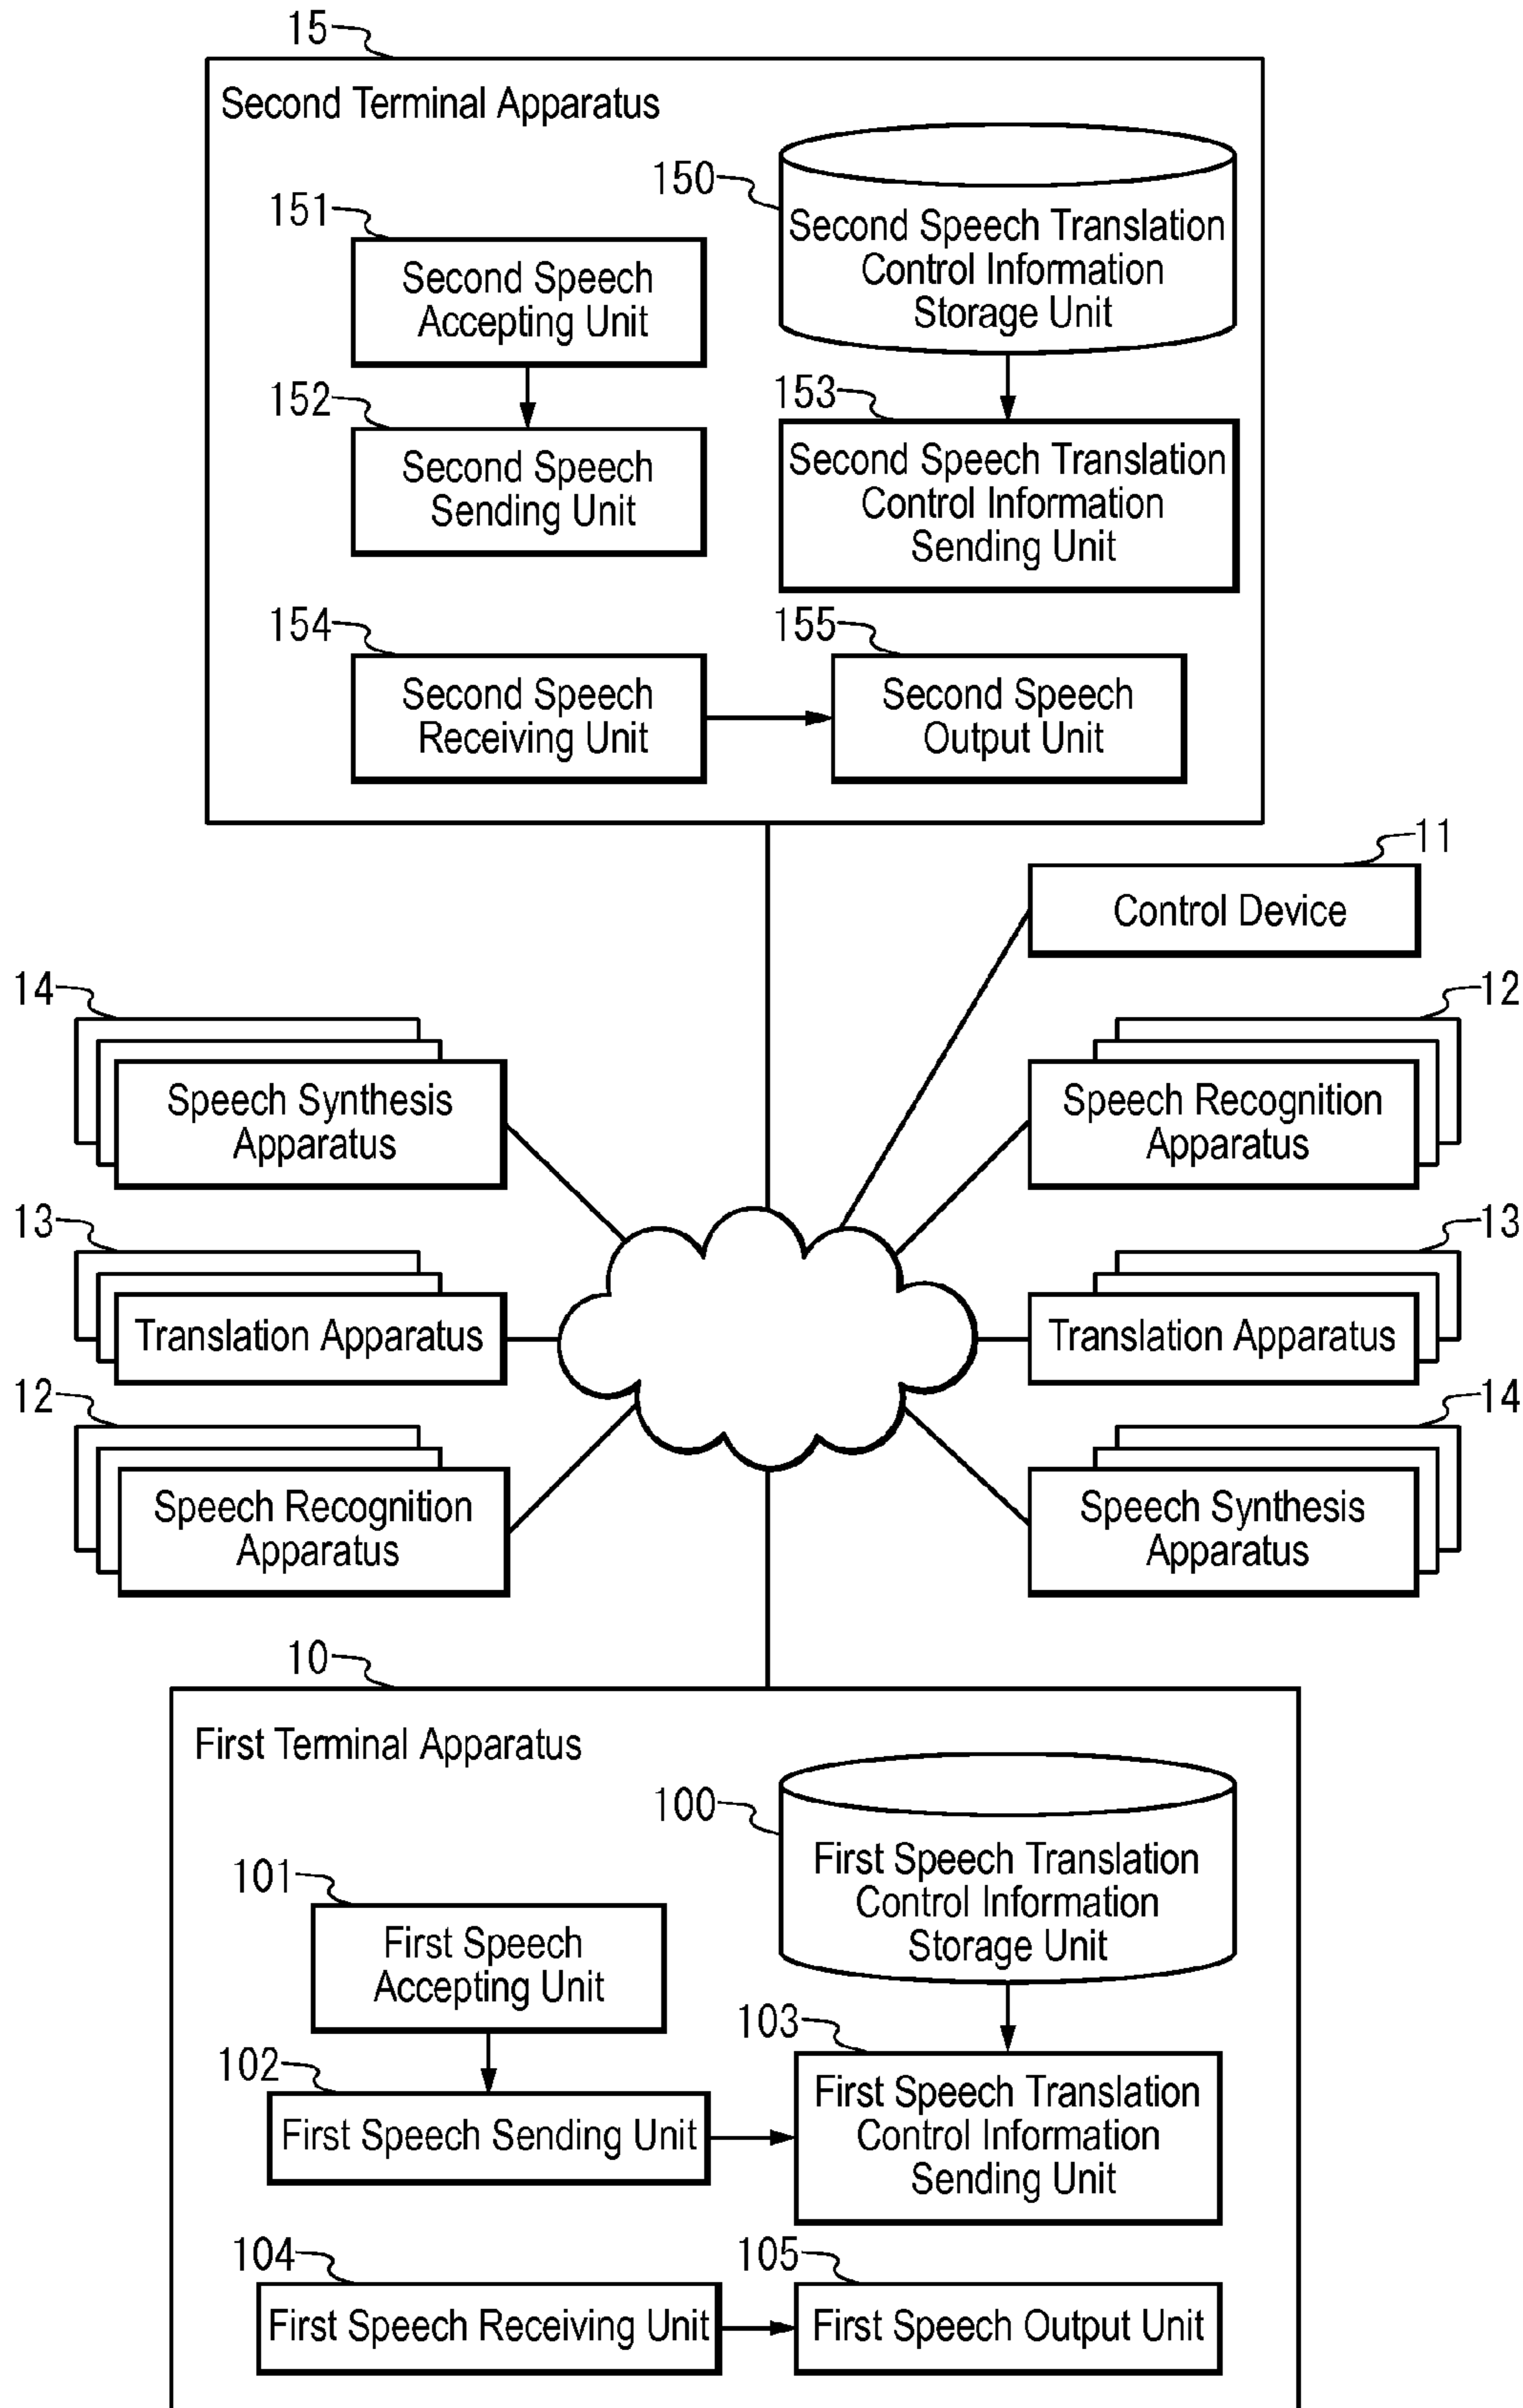 15
Second Terminal Apparatus
150
Second Speech Translation
Control Information
Storage Unit
151
Second Speech
Accepting Unit
152
Second Speech
Sending Unit
153
Second Speech Translation
Control Information
Sending Unit
154
Second Speech
Receiving Unit
155
Second Speech
Output Unit
11
Control Device
14
Speech Synthesis
Apparatus
12
Speech Recognition
Apparatus
13
Translation Apparatus
13
Translation Apparatus
12
Speech Recognition
Apparatus
14
Speech Synthesis
Apparatus
10
First Terminal Apparatus
100
First Speech Translation
Control Information
Storage Unit
101
First Speech
Accepting Unit
102
First Speech Sending Unit
103
First Speech Translation
Control Information
Sending Unit
104
First Speech Receiving Unit
105
First Speech Output Unit